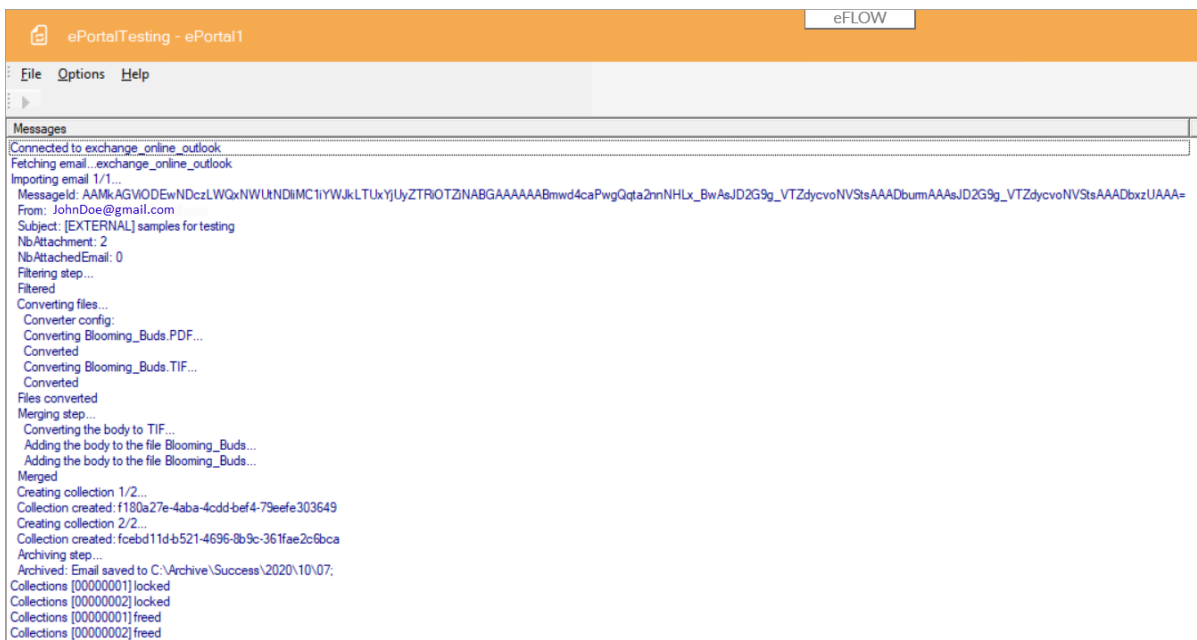 eFLOW
ePortalTesting - ePortal1
File Options Help
Messages
Connected to exchange_online_outlook
Fetching email...exchange_online_outlook
Importing email 1/1...
MessageId: AAMkAGViODEwNDczLWQxNWUtNDliMC1iYWJkLTUxYjUyZTRiOTZiNABGAAAAAABmwd4caPwgQqta2nnNHLx_BwAsJD2G9g_VTZdycvoNVStsAAADburmAAAsJD2G9g_VTZdycvoNVStsAAADbxzUAAA=
From: JohnDoe@gmail.com
Subject: [EXTERNAL] samples for testing
NbAttachment: 2
NbAttachedEmail: 0
Filtering step...
Filtered
Converting files...
Converter config:
Converting Blooming_Buds.PDF...
Converted
Converting Blooming_Buds.TIF...
Converted
Files converted
Merging step...
Converting the body to TIF...
Adding the body to the file Blooming_Buds...
Adding the body to the file Blooming_Buds...
Merged
Creating collection 1/2...
Collection created: f180a27e-4aba-4cdd-bef4-79eefe303649
Creating collection 2/2...
Collection created: fcebd11d-b521-4696-8b9c-361fae2c6bca
Archiving step...
Archived: Email saved to C:\Archive\Success\2020\10\07;
Collections [00000001] locked
Collections [00000002] locked
Collections [00000001] freed
Collections [00000002] freed